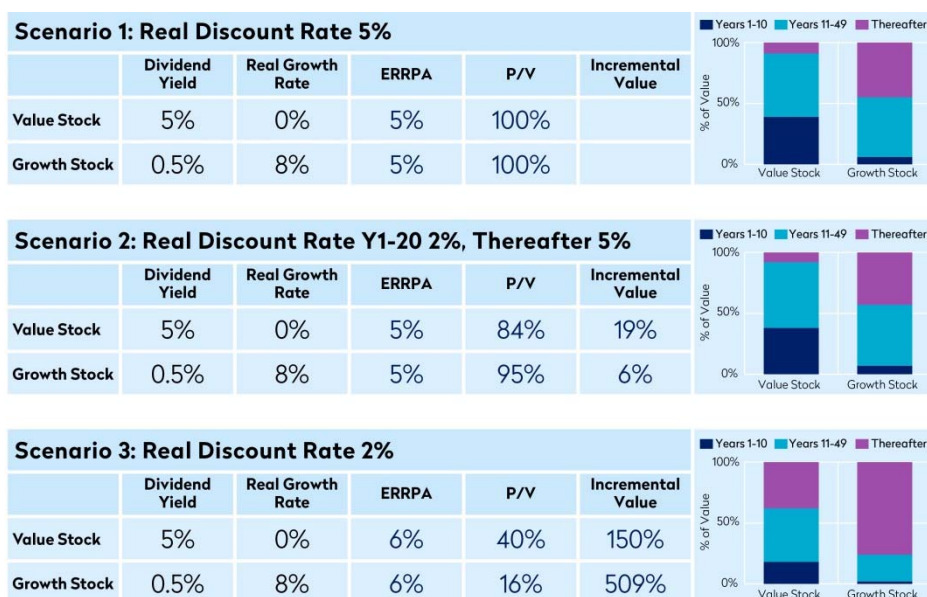 Scenario 1: Real Discount Rate 5%
Dividend Yield Real Growth Rate ERRPA P/V Incremental Value
Value Stock 5% 0% 5% 100%
Growth Stock 0.5% 8% 5% 100%
Years 1-10 Years 11-49 Thereafter
100%
50%
0%
% of Value
Value Stock Growth Stock
Scenario 2: Real Discount Rate Y1-20 2%, Thereafter 5%
Dividend Yield Real Growth Rate ERRPA P/V Incremental Value
Value Stock 5% 0% 5% 84% 19%
Growth Stock 0.5% 8% 5% 95% 6%
Years 1-10 Years 11-49 Thereafter
100%
50%
0%
% of Value
Value Stock Growth Stock
Scenario 3: Real Discount Rate 2%
Dividend Yield Real Growth Rate ERRPA P/V Incremental Value
Value Stock 5% 0% 6% 40% 150%
Growth Stock 0.5% 8% 6% 16% 509%
Years 1-10 Years 11-49 Thereafter
100%
50%
0%
% of Value
Value Stock Growth Stock